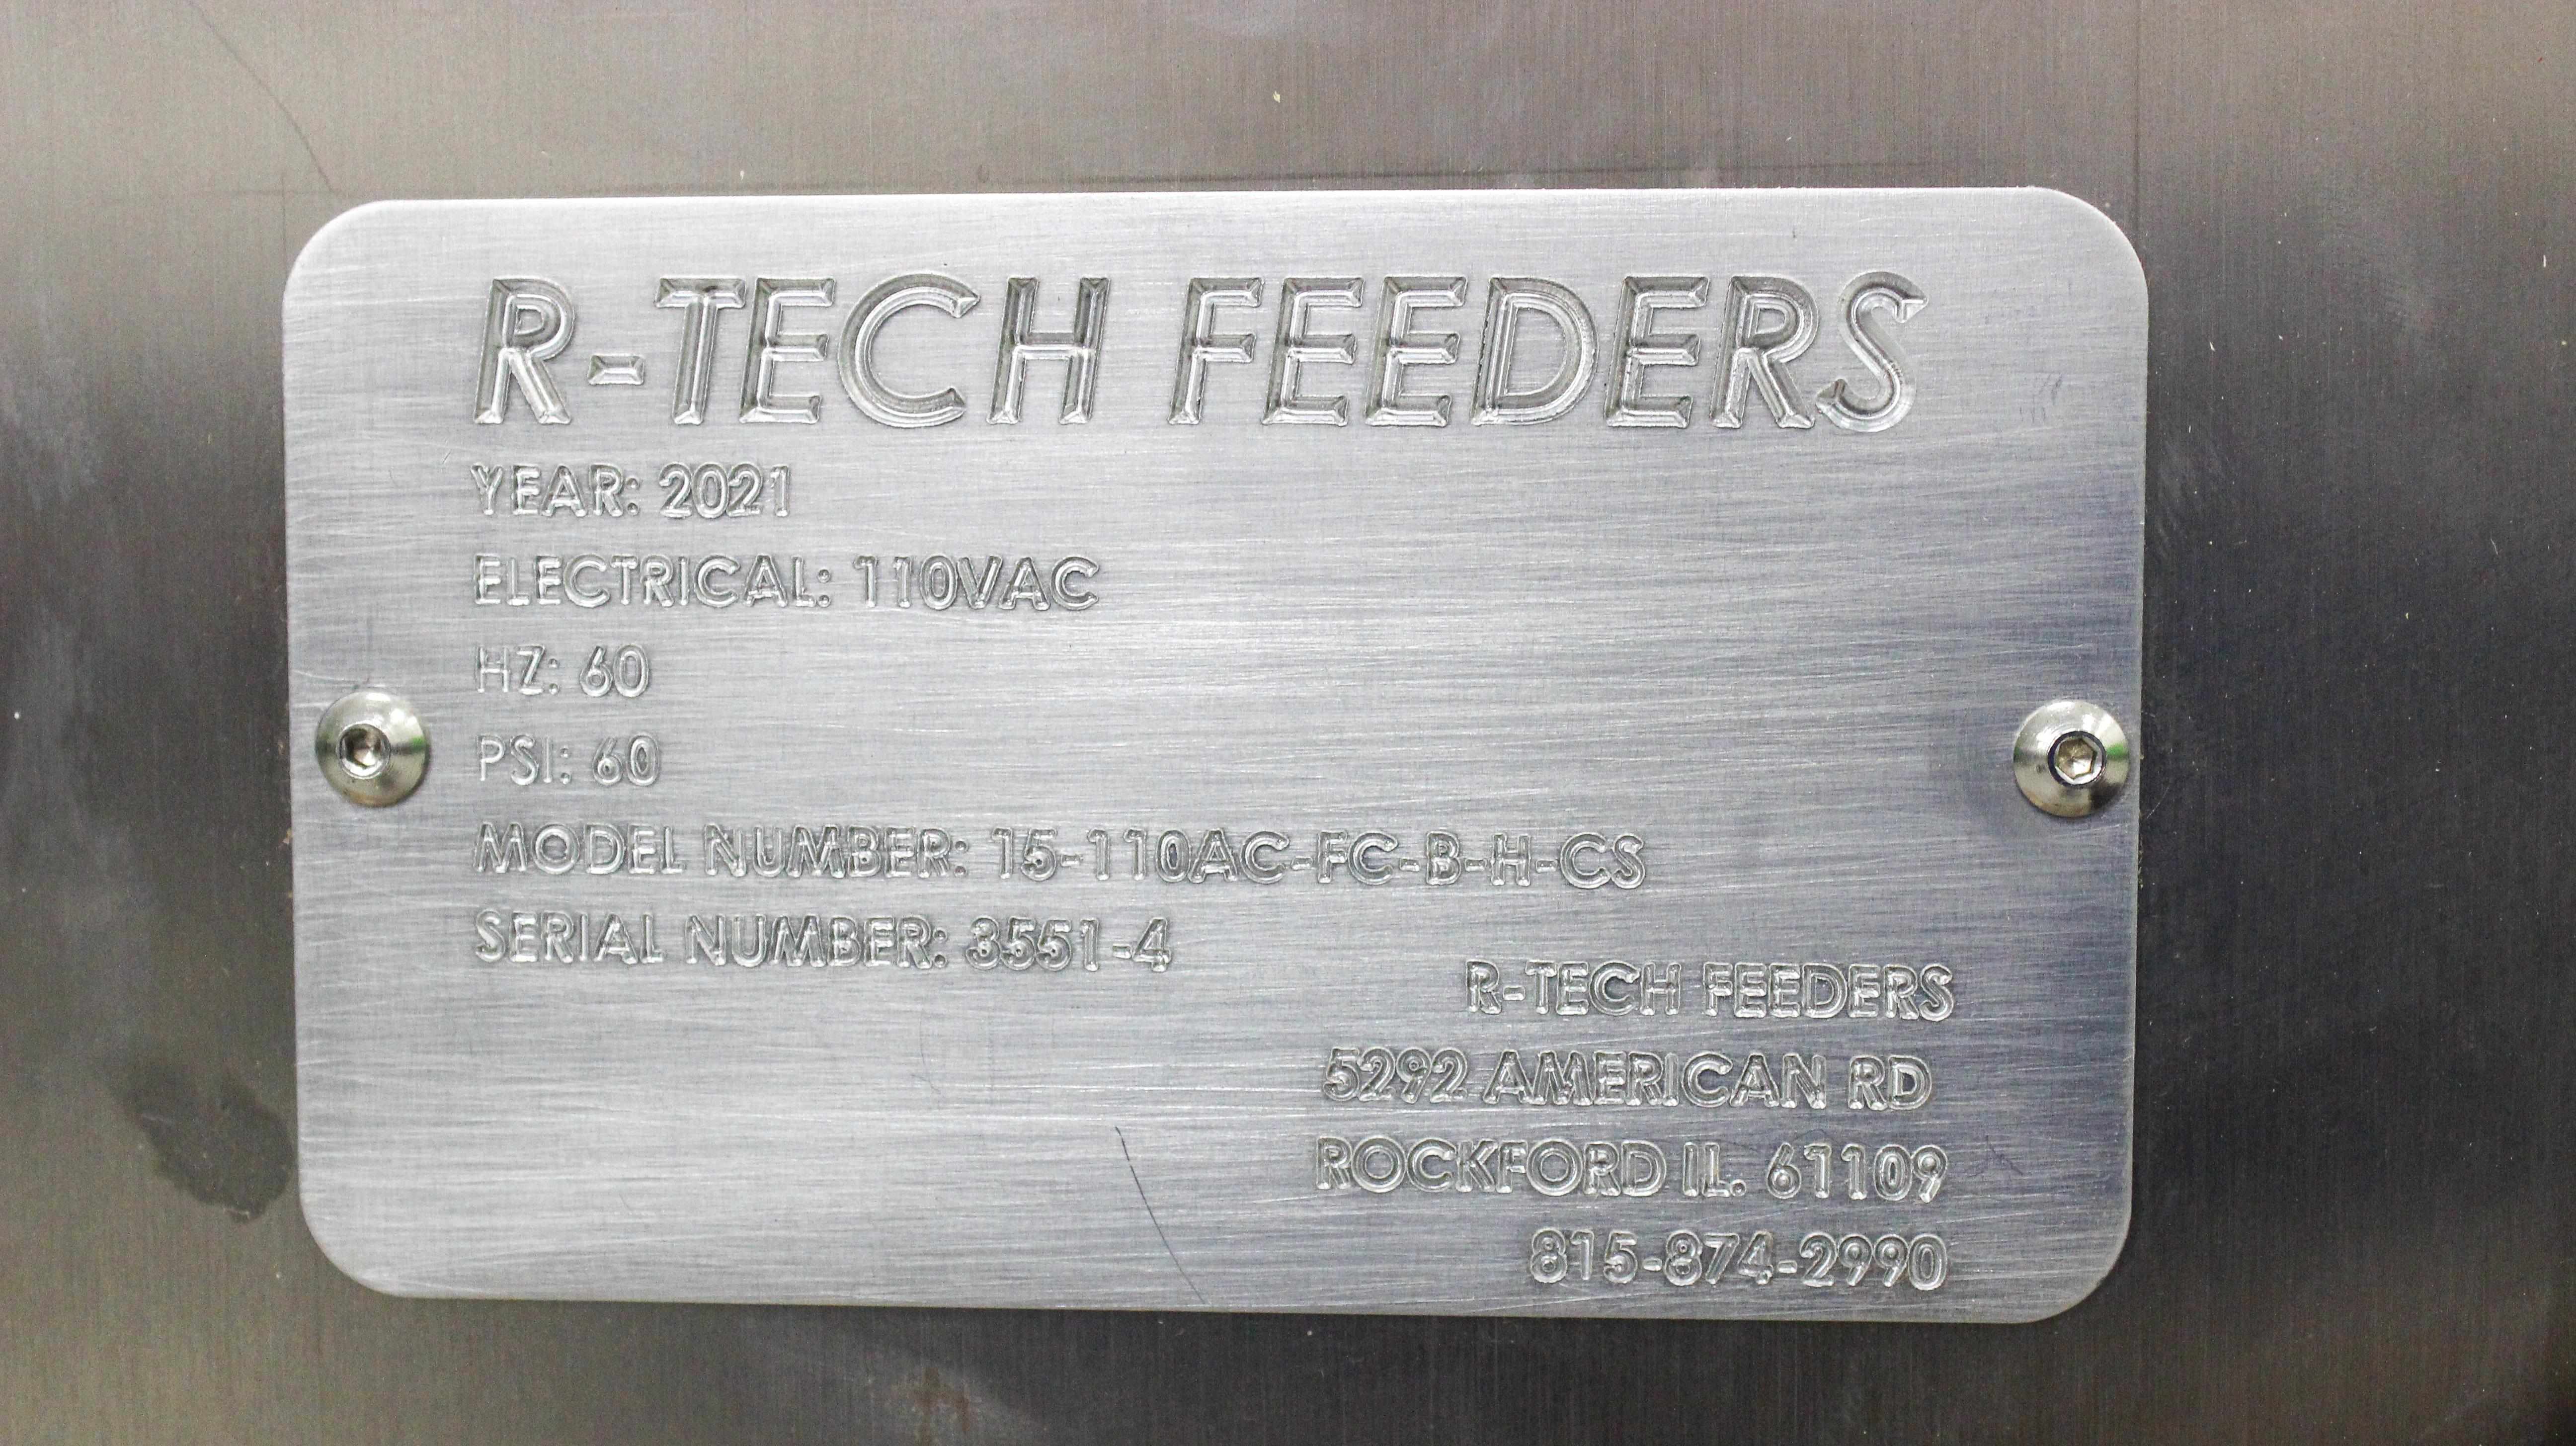 R-TECH FEEDERS
YEAR: 2021
ELECTRICAL: 110VAC
HZ: 60
PSI: 60
MODEL NUMBER: 15-110AC-FC-B-H-CS
SERIAL NUMBER: 3551-4
R-TECH FEEDERS
5292 AMERICAN RD
ROCKFORD IL. 61109
815-874-2990